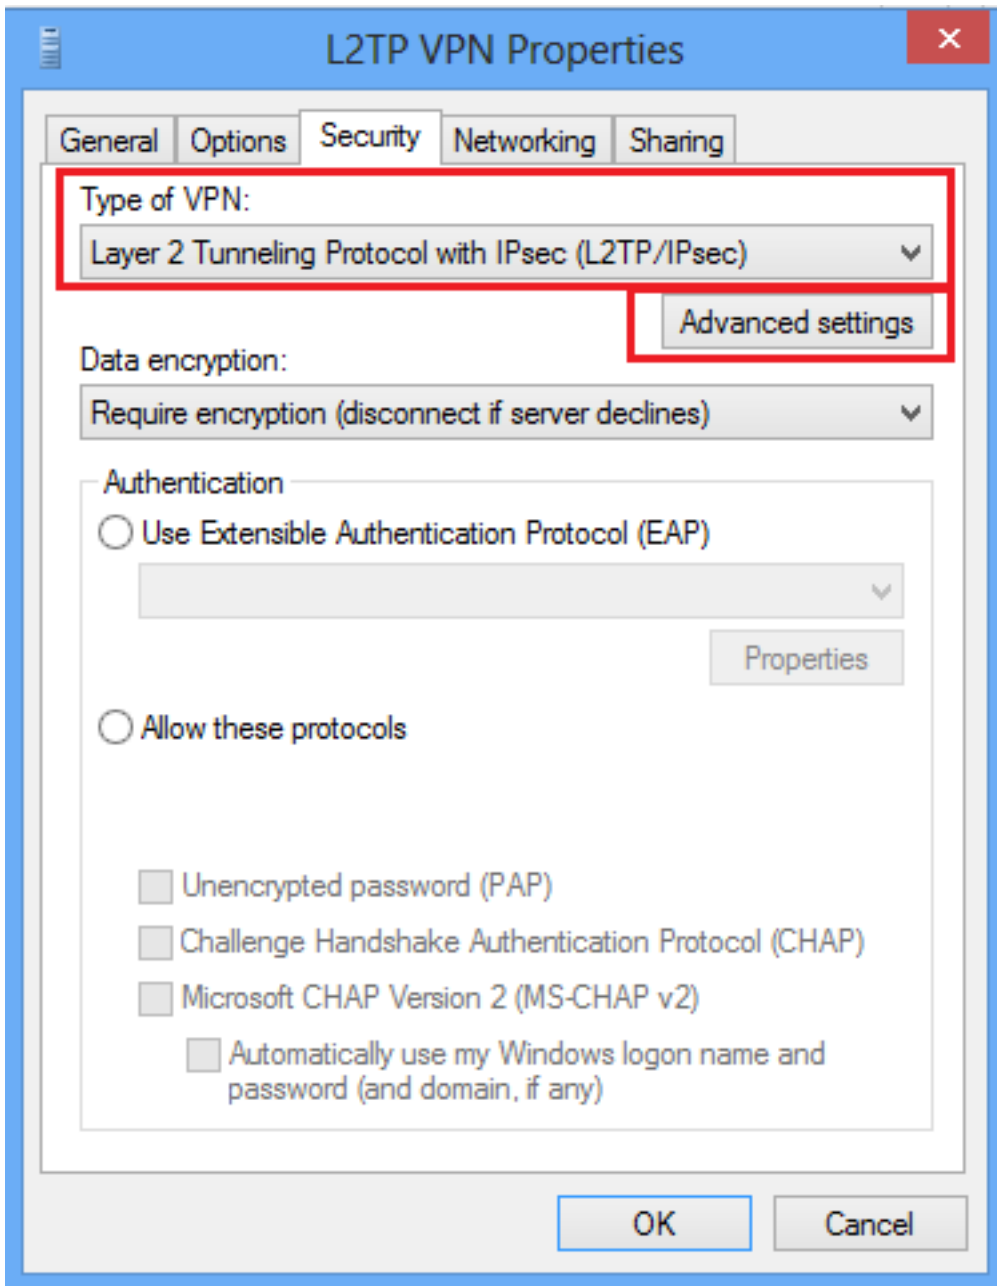 L2TP VPN Properties
General Options Security Networking Sharing
Type of VPN:
Layer 2 Tunneling Protocol with IPsec (L2TP/IPsec)
Advanced settings
Data encryption:
Require encryption (disconnect if server declines)
Authentication
Use Extensible Authentication Protocol (EAP)
Properties
Allow these protocols
Unencrypted password (PAP)
Challenge Handshake Authentication Protocol (CHAP)
Microsoft CHAP Version 2 (MS-CHAP v2)
Automatically use my Windows logon name and
password (and domain, if any)
OK Cancel